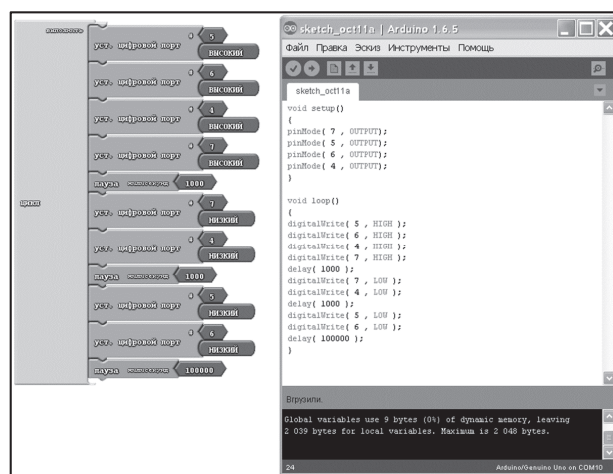 выполнять
уст. цифровой порт # 5
ВЫСОКИЙ
уст. цифровой порт # 6
ВЫСОКИЙ
уст. цифровой порт # 4
ВЫСОКИЙ
уст. цифровой порт # 7
ВЫСОКИЙ
пауза миллисекунд 1000
цикл
уст. цифровой порт # 7
НИЗКИЙ
уст. цифровой порт # 4
НИЗКИЙ
пауза миллисекунд 1000
уст. цифровой порт # 5
НИЗКИЙ
уст. цифровой порт # 6
НИЗКИЙ
пауза миллисекунд 100000
sketch_oct11a | Arduino 1.6.5
Файл Правка Эскиз Инструменты Помощь
sketch_oct11a
void setup()
{
pinMode( 7 , OUTPUT);
pinMode( 5 , OUTPUT);
pinMode( 6 , OUTPUT);
pinMode( 4 , OUTPUT);
}
void loop()
{
digitalWrite( 5 , HIGH );
digitalWrite( 6 , HIGH );
digitalWrite( 4 , HIGH );
digitalWrite( 7 , HIGH );
delay( 1000 );
digitalWrite( 7 , LOW );
digitalWrite( 4 , LOW );
delay( 1000 );
digitalWrite( 5 , LOW );
digitalWrite( 6 , LOW );
delay( 100000 );
}
Вгрузили.
Global variables use 9 bytes (0%) of dynamic memory, leaving
2 039 bytes for local variables. Maximum is 2 048 bytes.
24
Arduino/Genuino Uno on COM10